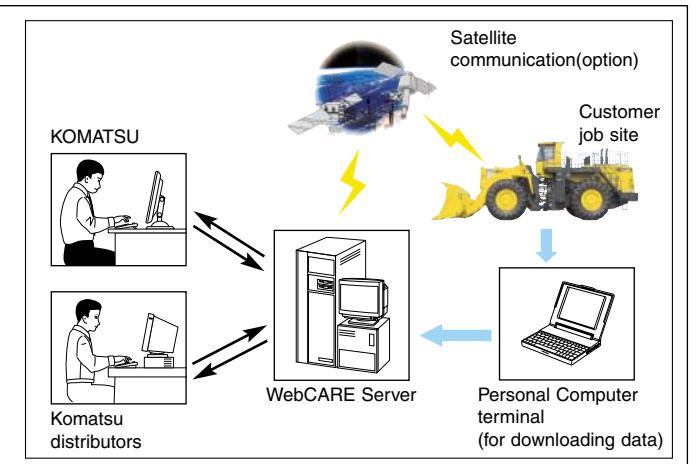 Satellite
communication(option)
Customer
job site
KOMATSU
WebCARE Server
Personal Computer
terminal
(for downloading data)
Komatsu
distributors